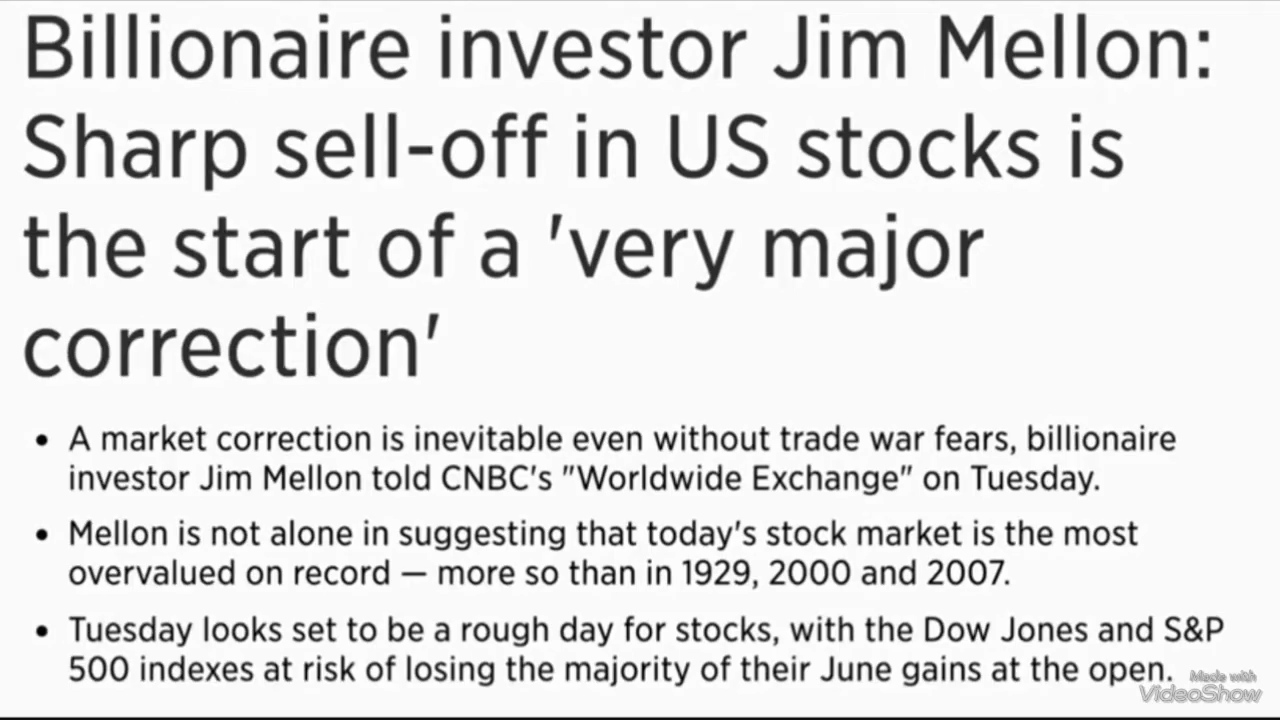 Billionaire investor Jim Mellon:
Sharp sell-off in US stocks is
the start of a 'very major
correction'
• A market correction is inevitable even without trade war fears, billionaire
investor Jim Mellon told CNBC's "Worldwide Exchange" on Tuesday.
• Mellon is not alone in suggesting that today's stock market is the most
overvalued on record — more so than in 1929, 2000 and 2007.
• Tuesday looks set to be a rough day for stocks, with the Dow Jones and S&P
500 indexes at risk of losing the majority of their June gains at the open.
Made with
VideoShow